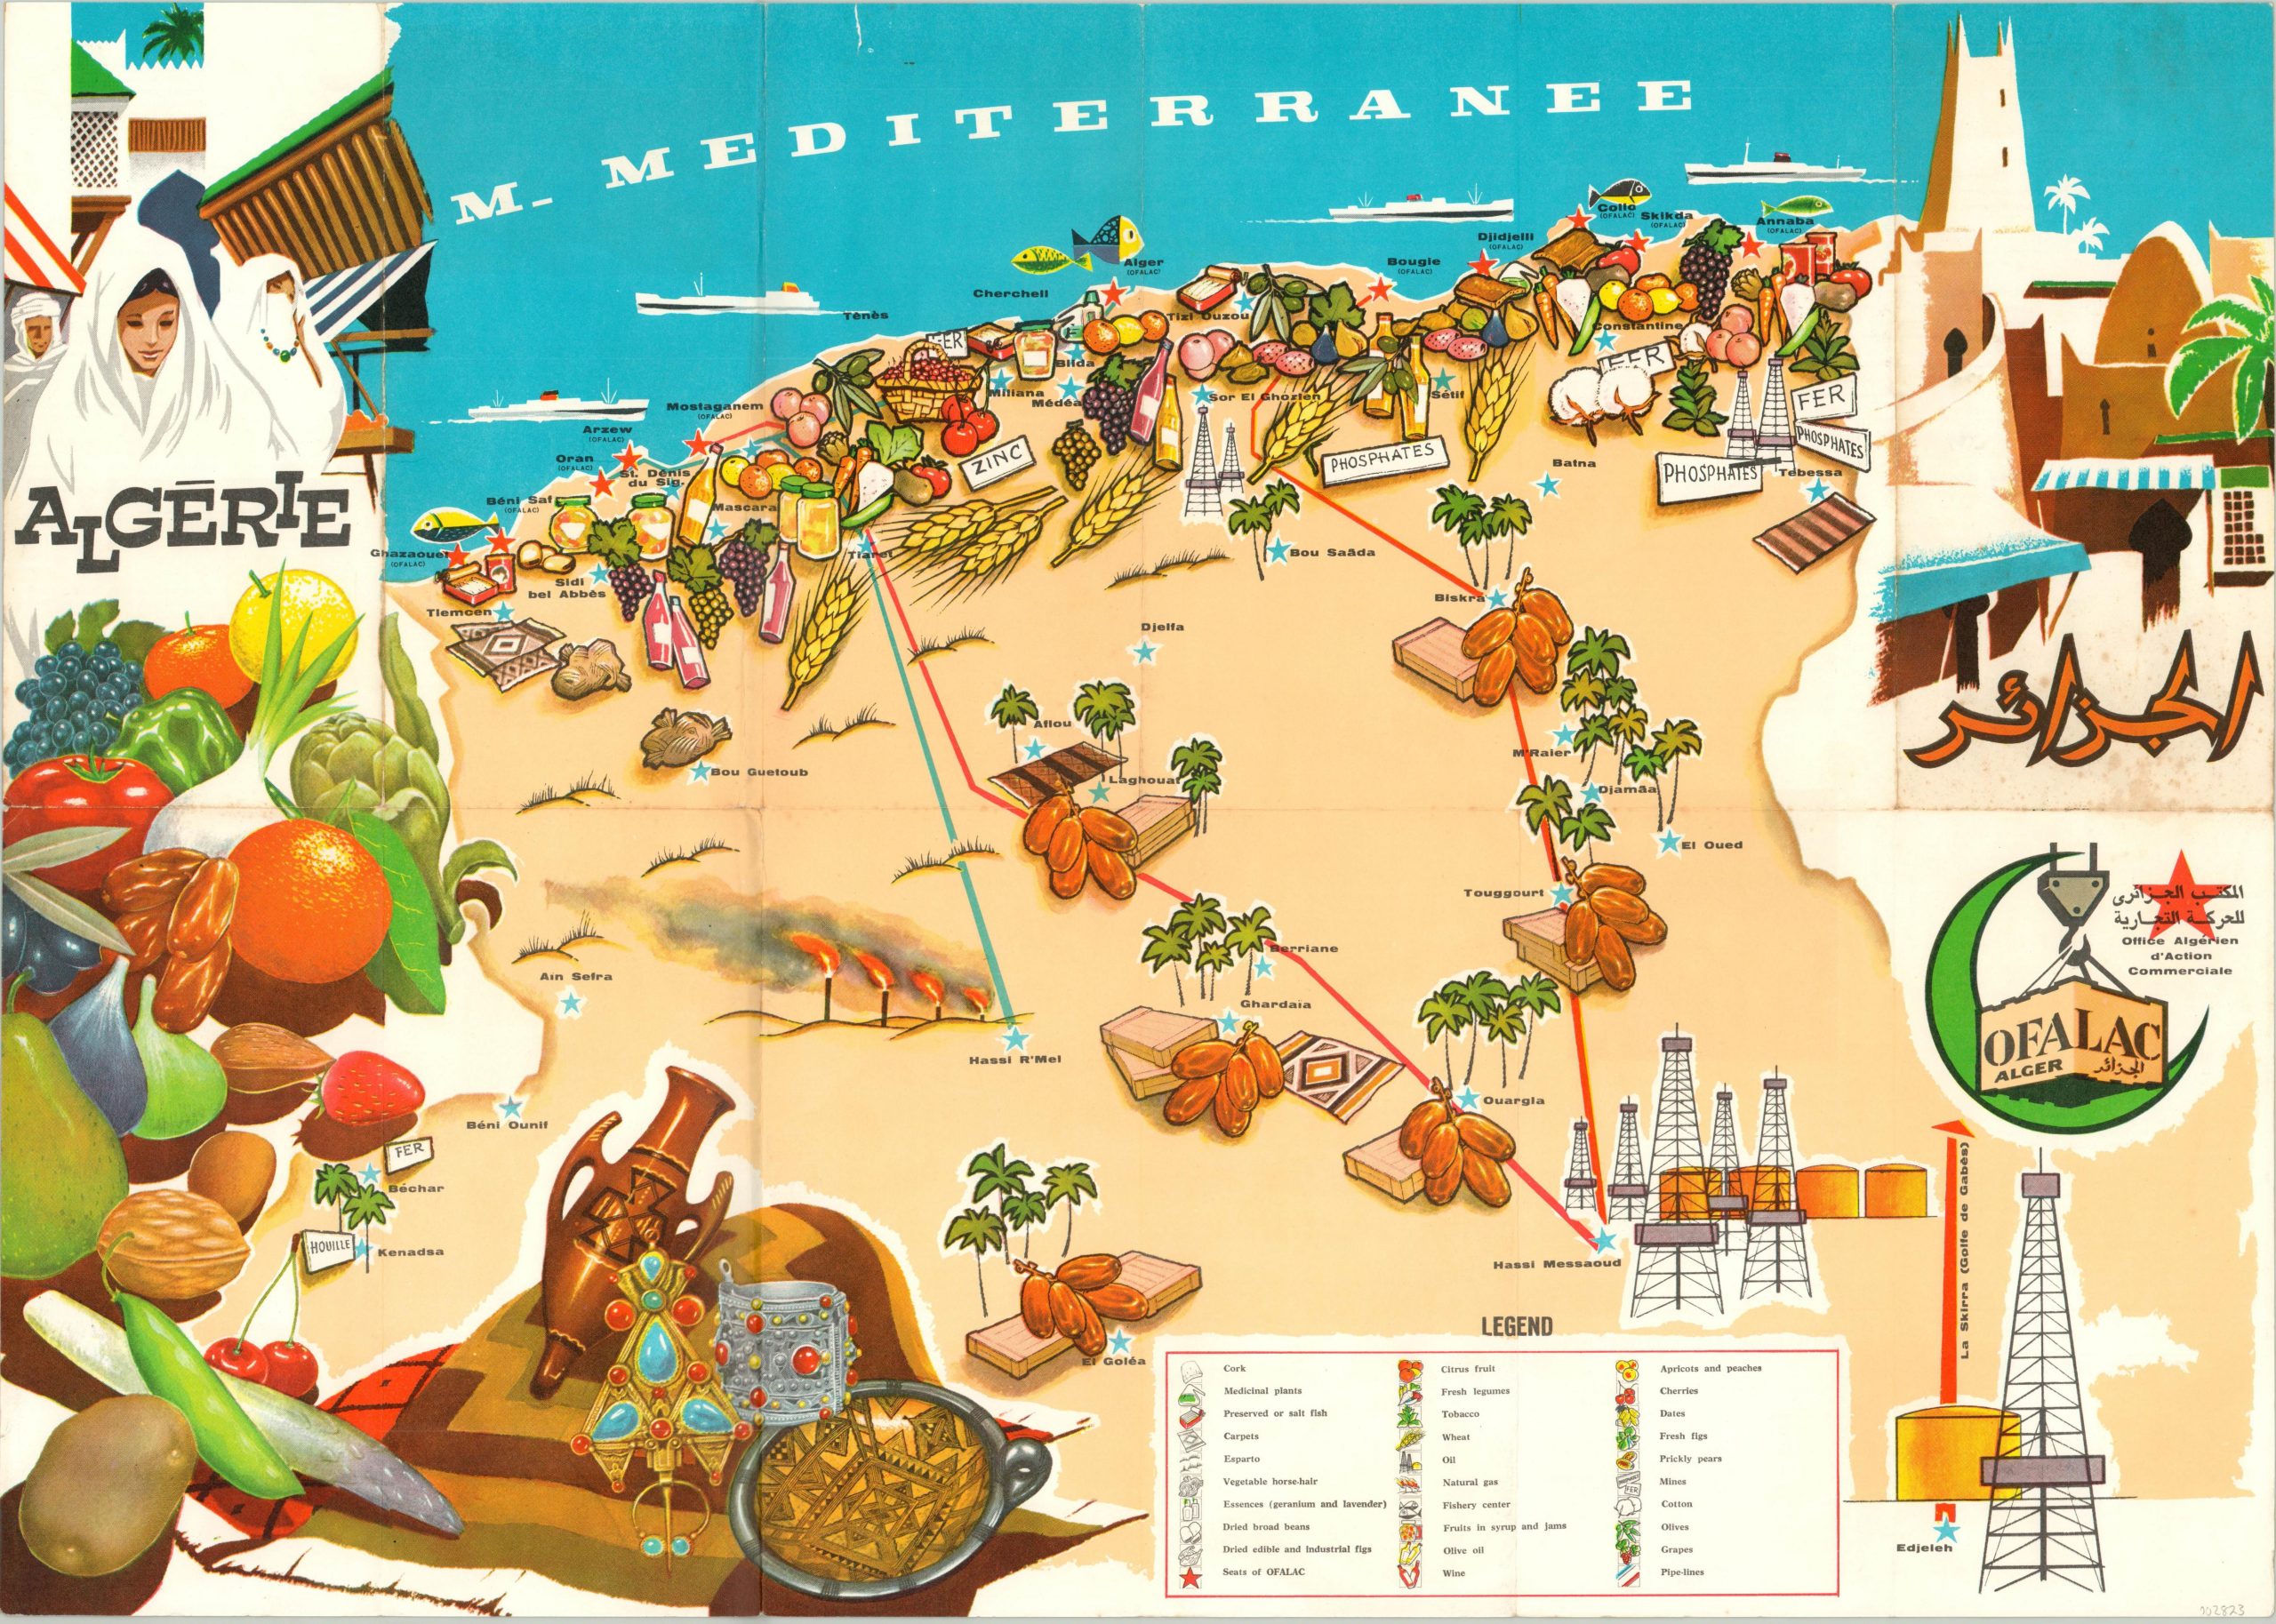 M. MEDITERRANEE
ALGÉRIE
الجزائر
Collo
(OFALAC)
Skikda
(OFALAC)
Annaba
(OFALAC)
Djidjelli
(OFALAC)
Bougie
(OFALAC)
Alger
(OFALAC)
Cherchell
Ténès
Tizi Ouzou
Constantine
FER
FER
Blida
Miliana
Médéa
Sor El Ghozlen
Sétif
FER
Mostaganem
(OFALAC)
Arzew
(OFALAC)
Oran
(OFALAC)
St. Dénis
du Sig.
ZINC
PHOSPHATES
PHOSPHATES
PHOSPHATES
Tébessa
Batna
Béni Saf
(OFALAC)
Mascara
Ghazaouet
(OFALAC)
Tiaret
Bou Saâda
Sidi
bel Abbès
Tlemcen
Biskra
Djelfa
Aflou
M'Raier
Bou Guetoub
Laghouat
Djamâa
El Oued
Touggourt
Berriane
Aïn Sefra
Ghardaïa
Hassi R'Mel
Ouargla
Béni Ounif
FER
Béchar
HOUILLE
Kenadsa
Hassi Messaoud
El Goléa
المكتب الجزائري
للحركة التجارية
Office Algérien
d'Action
Commerciale
OFALAC
ALGER
الجزائر
La Skirra (Golfe de Gabès)
Edjeleh
LEGEND
Cork
Medicinal plants
Preserved or salt fish
Carpets
Esparto
Vegetable horse-hair
Essences (geranium and lavender)
Dried broad beans
Dried edible and industrial figs
Seats of OFALAC
Citrus fruit
Fresh legumes
Tobacco
Wheat
Oil
Natural gas
Fishery center
Fruits in syrup and jams
Olive oil
Wine
Apricots and peaches
Cherries
Dates
Fresh figs
Prickly pears
Mines
Cotton
Olives
Grapes
Pipe-lines
102823